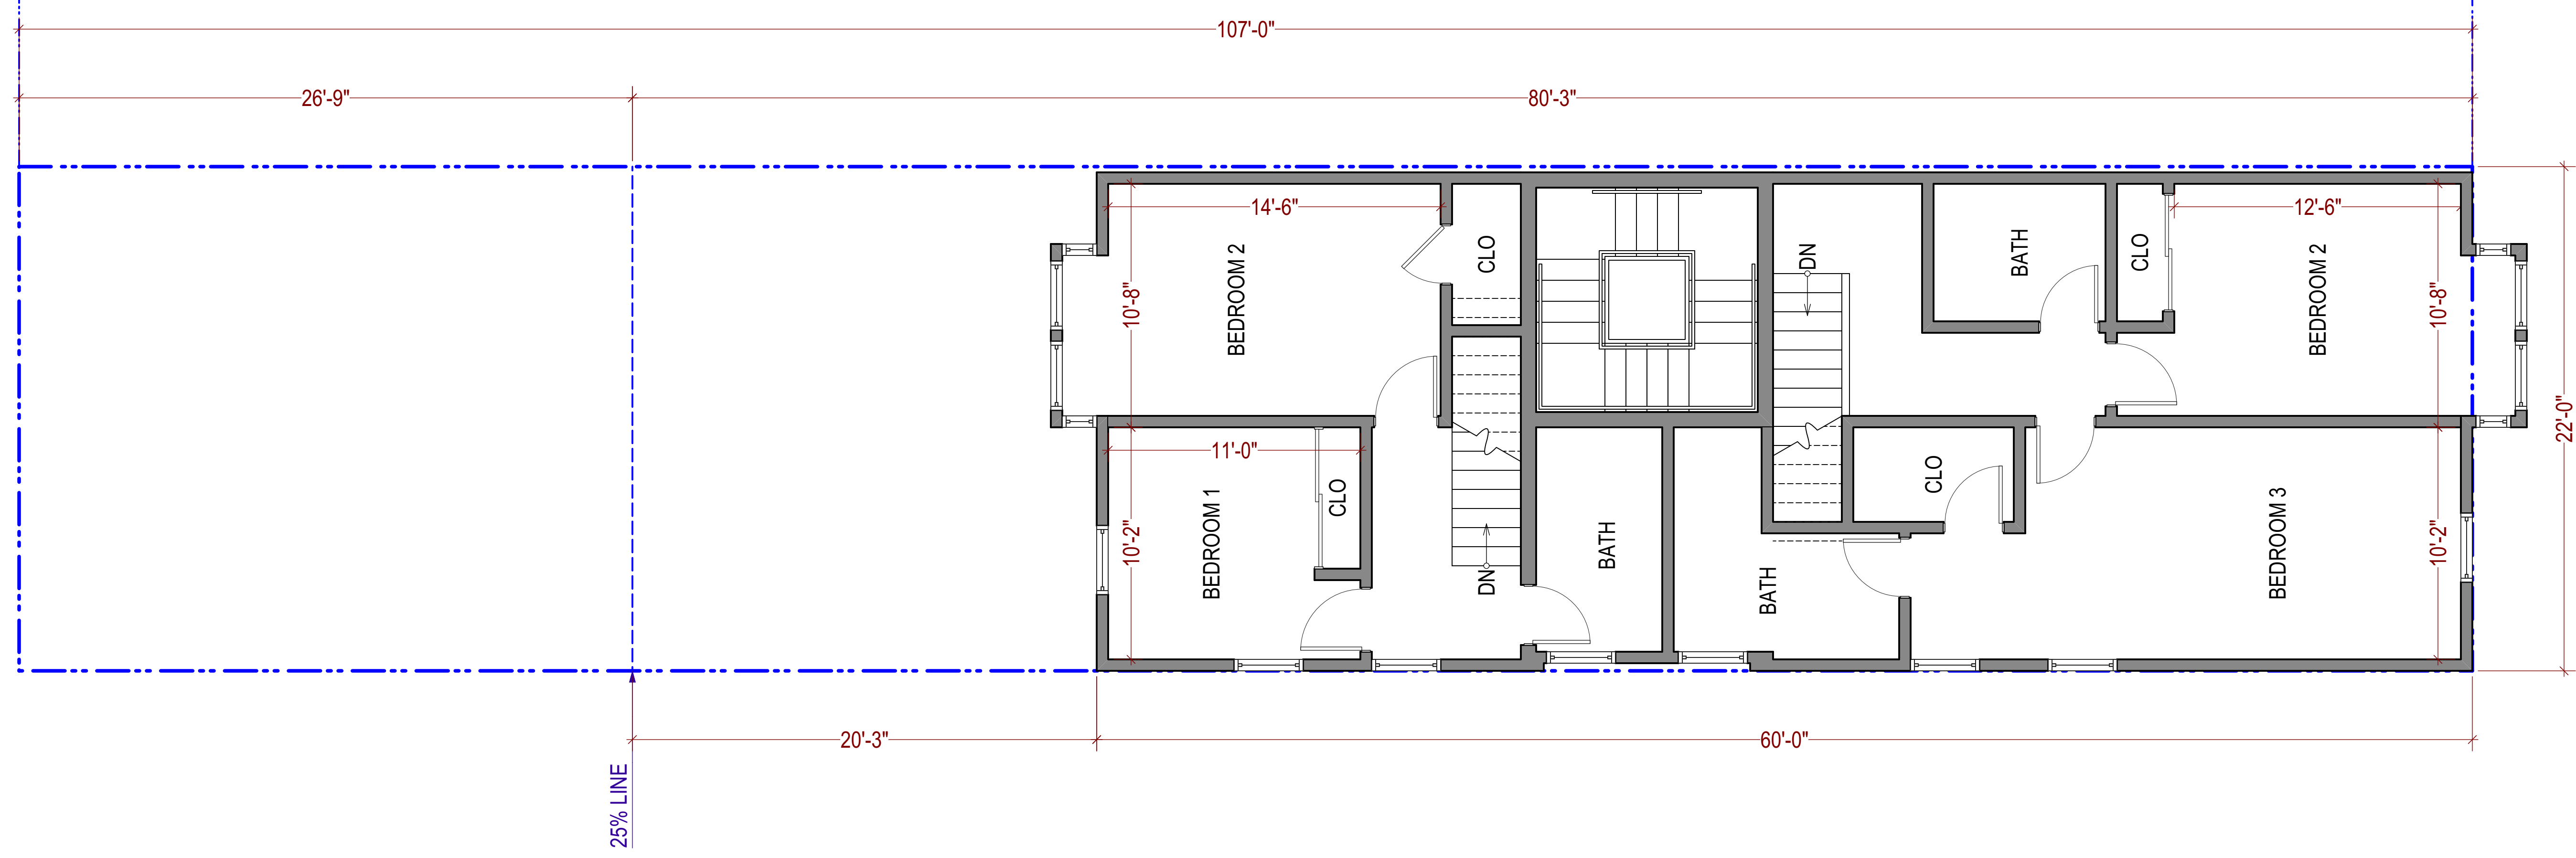 107'-0"
26'-9"
80'-3"
14'-6"
12'-6"
10'-8"
BEDROOM 2
CLO
DN
BATH
CLO
BEDROOM 2
10'-8"
22'-0"
11'-0"
10'-2"
BEDROOM 1
CLO
DN
BATH
BATH
CLO
BEDROOM 3
10'-2"
20'-3"
60'-0"
25% LINE